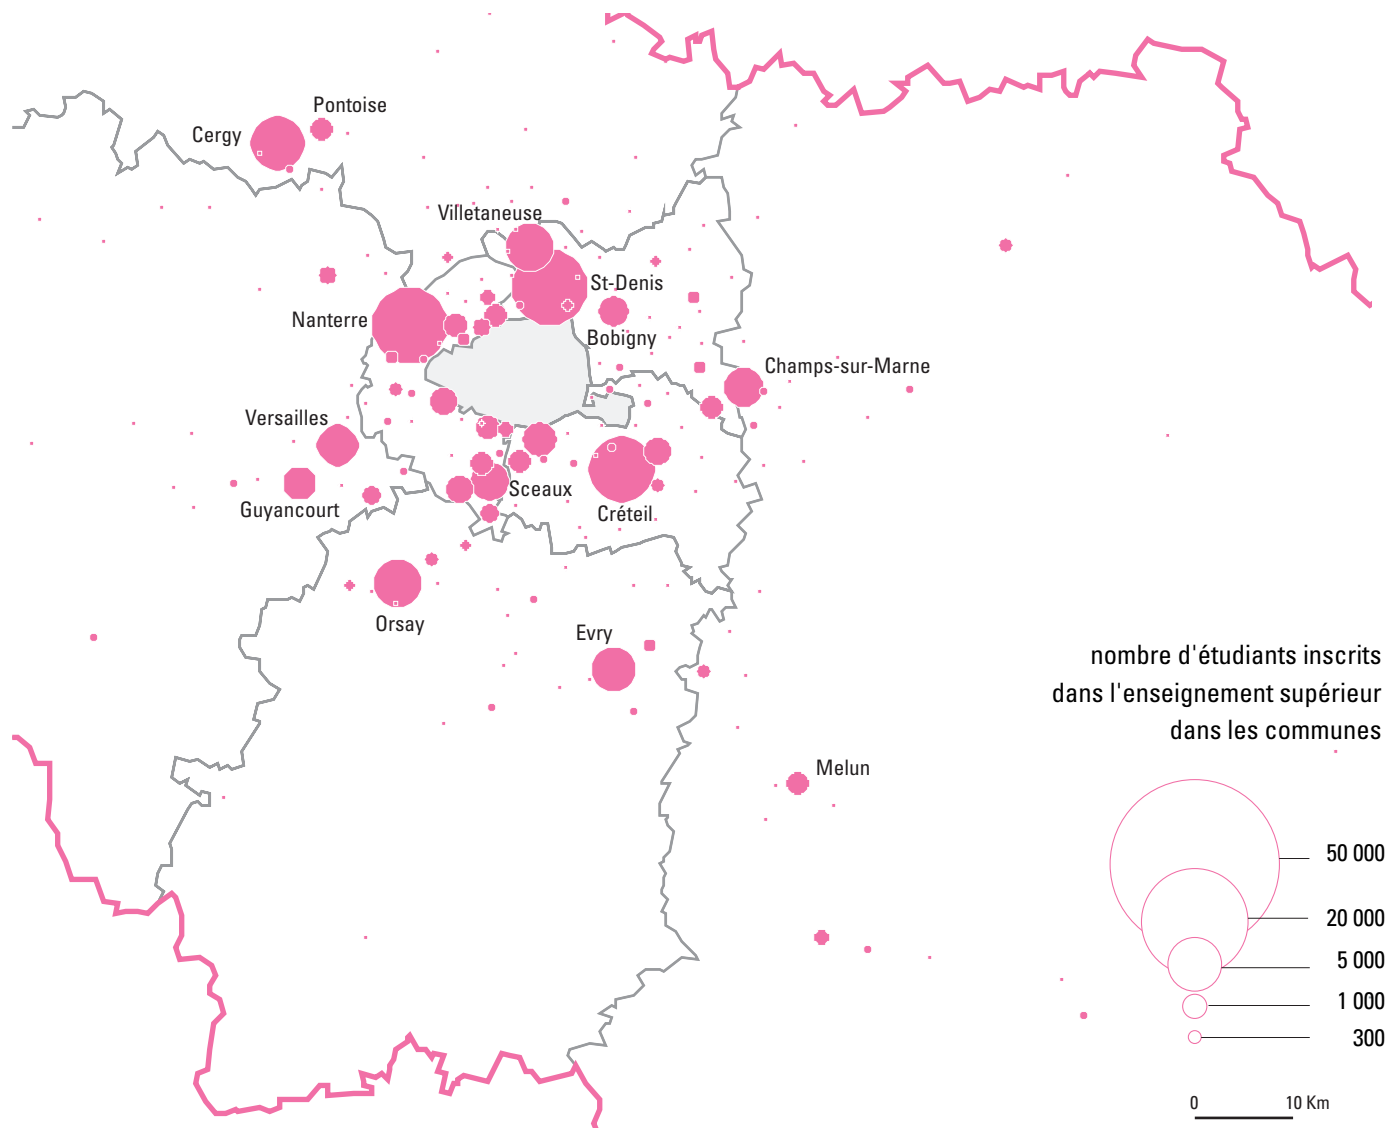 Pontoise
Cergy
Villetaneuse
St-Denis
Nanterre
Bobigny
Champs-sur-Marne
Versailles
Sceaux
Guyancourt
Créteil
Orsay
Evry
nombre d'étudiants inscrits
dans l'enseignement supérieur
dans les communes
Melun
50 000
20 000
5 000
1 000
300
0 10 Km